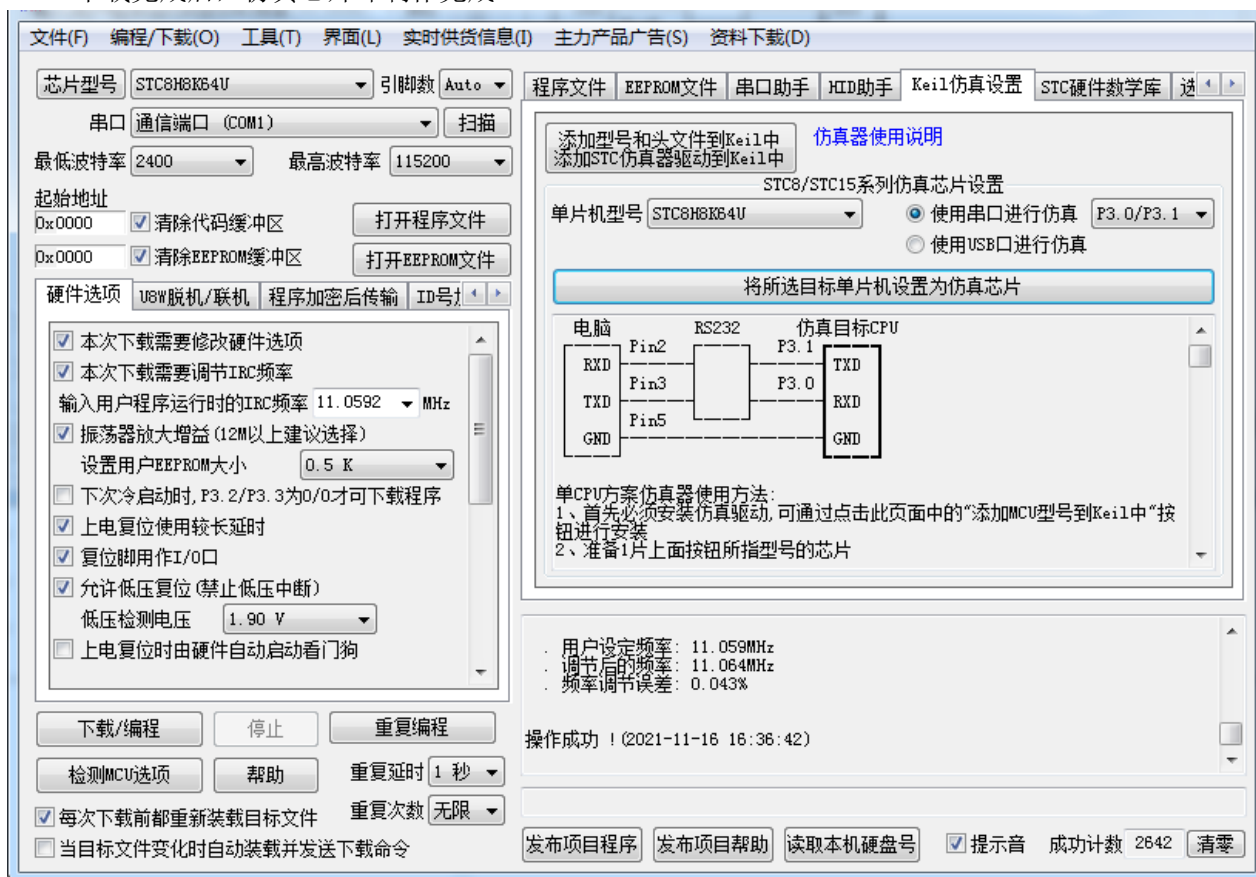 文件(F) 编程/下载(O) 工具(T) 界面(L) 实时供货信息(I) 主力产品广告(S) 资料下载(D)
芯片型号 STC8H8K64U 引脚数 Auto
串口 通信端口 (COM1) 扫描
最低波特率 2400 最高波特率 115200
起始地址
0x0000 清除代码缓冲区 打开程序文件
0x0000 清除EEPROM缓冲区 打开EEPROM文件
硬件选项 U8W脱机/联机 程序加密后传输 ID号
本次下载需要修改硬件选项
本次下载需要调节IRC频率
输入用户程序运行时的IRC频率 11.0592 MHz
振荡器放大增益(12M以上建议选择)
设置用户EEPROM大小 0.5 K
下次冷启动时,P3.2/P3.3为0/0才可下载程序
上电复位使用较长延时
复位脚用作I/O口
允许低压复位(禁止低压中断)
低压检测电压 1.90 V
上电复位时由硬件自动启动看门狗
下载/编程 停止 重复编程
检测MCU选项 帮助 重复延时 1 秒
每次下载前都重新装载目标文件 重复次数 无限
当目标文件变化时自动装载并发送下载命令
程序文件 EEPROM文件 串口助手 HID助手 Keil仿真设置 STC硬件数学库 选
添加型号和头文件到Keil中 仿真器使用说明
添加STC仿真器驱动到Keil中
STC8/STC15系列仿真芯片设置
单片机型号 STC8H8K64U 使用串口进行仿真 P3.0/P3.1
使用USB口进行仿真
将所选目标单片机设置为仿真芯片
电脑 RS232 仿真目标CPU
Pin2 P3.1
RXD TXD
Pin3 P3.0
TXD RXD
Pin5
GND GND
单CPU方案仿真器使用方法:
1、首先必须安装仿真驱动,可通过点击此页面中的“添加MCU型号到Keil中“按
钮进行安装
2、准备1片上面按钮所指型号的芯片
. 用户设定频率: 11.059MHz
. 调节后的频率: 11.064MHz
. 频率调节误差: 0.043%
操作成功 !(2021-11-16 16:36:42)
发布项目程序 发布项目帮助 读取本机硬盘号 提示音 成功计数 2642 清零